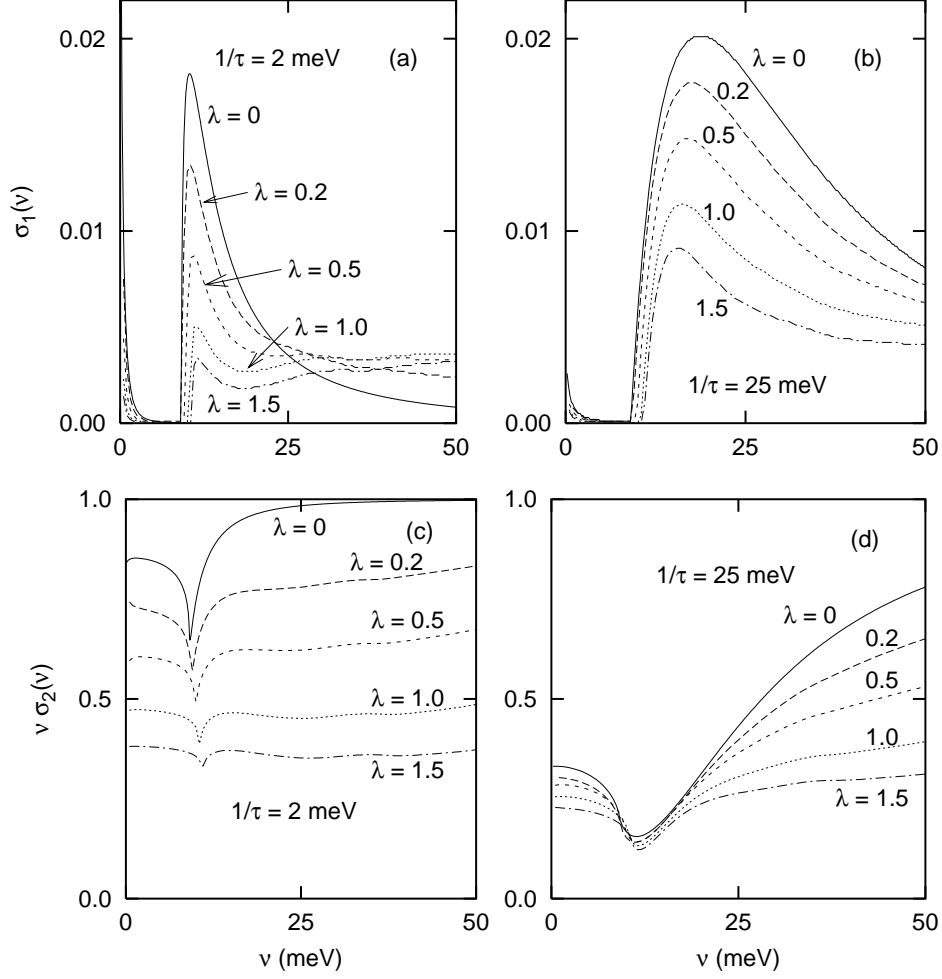 0.02
0.01
0.00
σ₁(ν)
1/τ = 2 meV
(a)
λ = 0
λ = 0.2
λ = 0.5
λ = 1.0
λ = 1.5
0
25
50
λ = 0
(b)
0.02
0.2
0.5
0.01
1.0
1.5
1/τ = 25 meV
0.00
0
25
50
1.0
0.5
0.0
ν σ₂(ν)
λ = 0
(c)
λ = 0.2
λ = 0.5
λ = 1.0
λ = 1.5
1/τ = 2 meV
0
25
50
ν (meV)
1.0
(d)
1/τ = 25 meV
λ = 0
0.2
0.5
0.5
1.0
λ = 1.5
0.0
0
25
50
ν (meV)